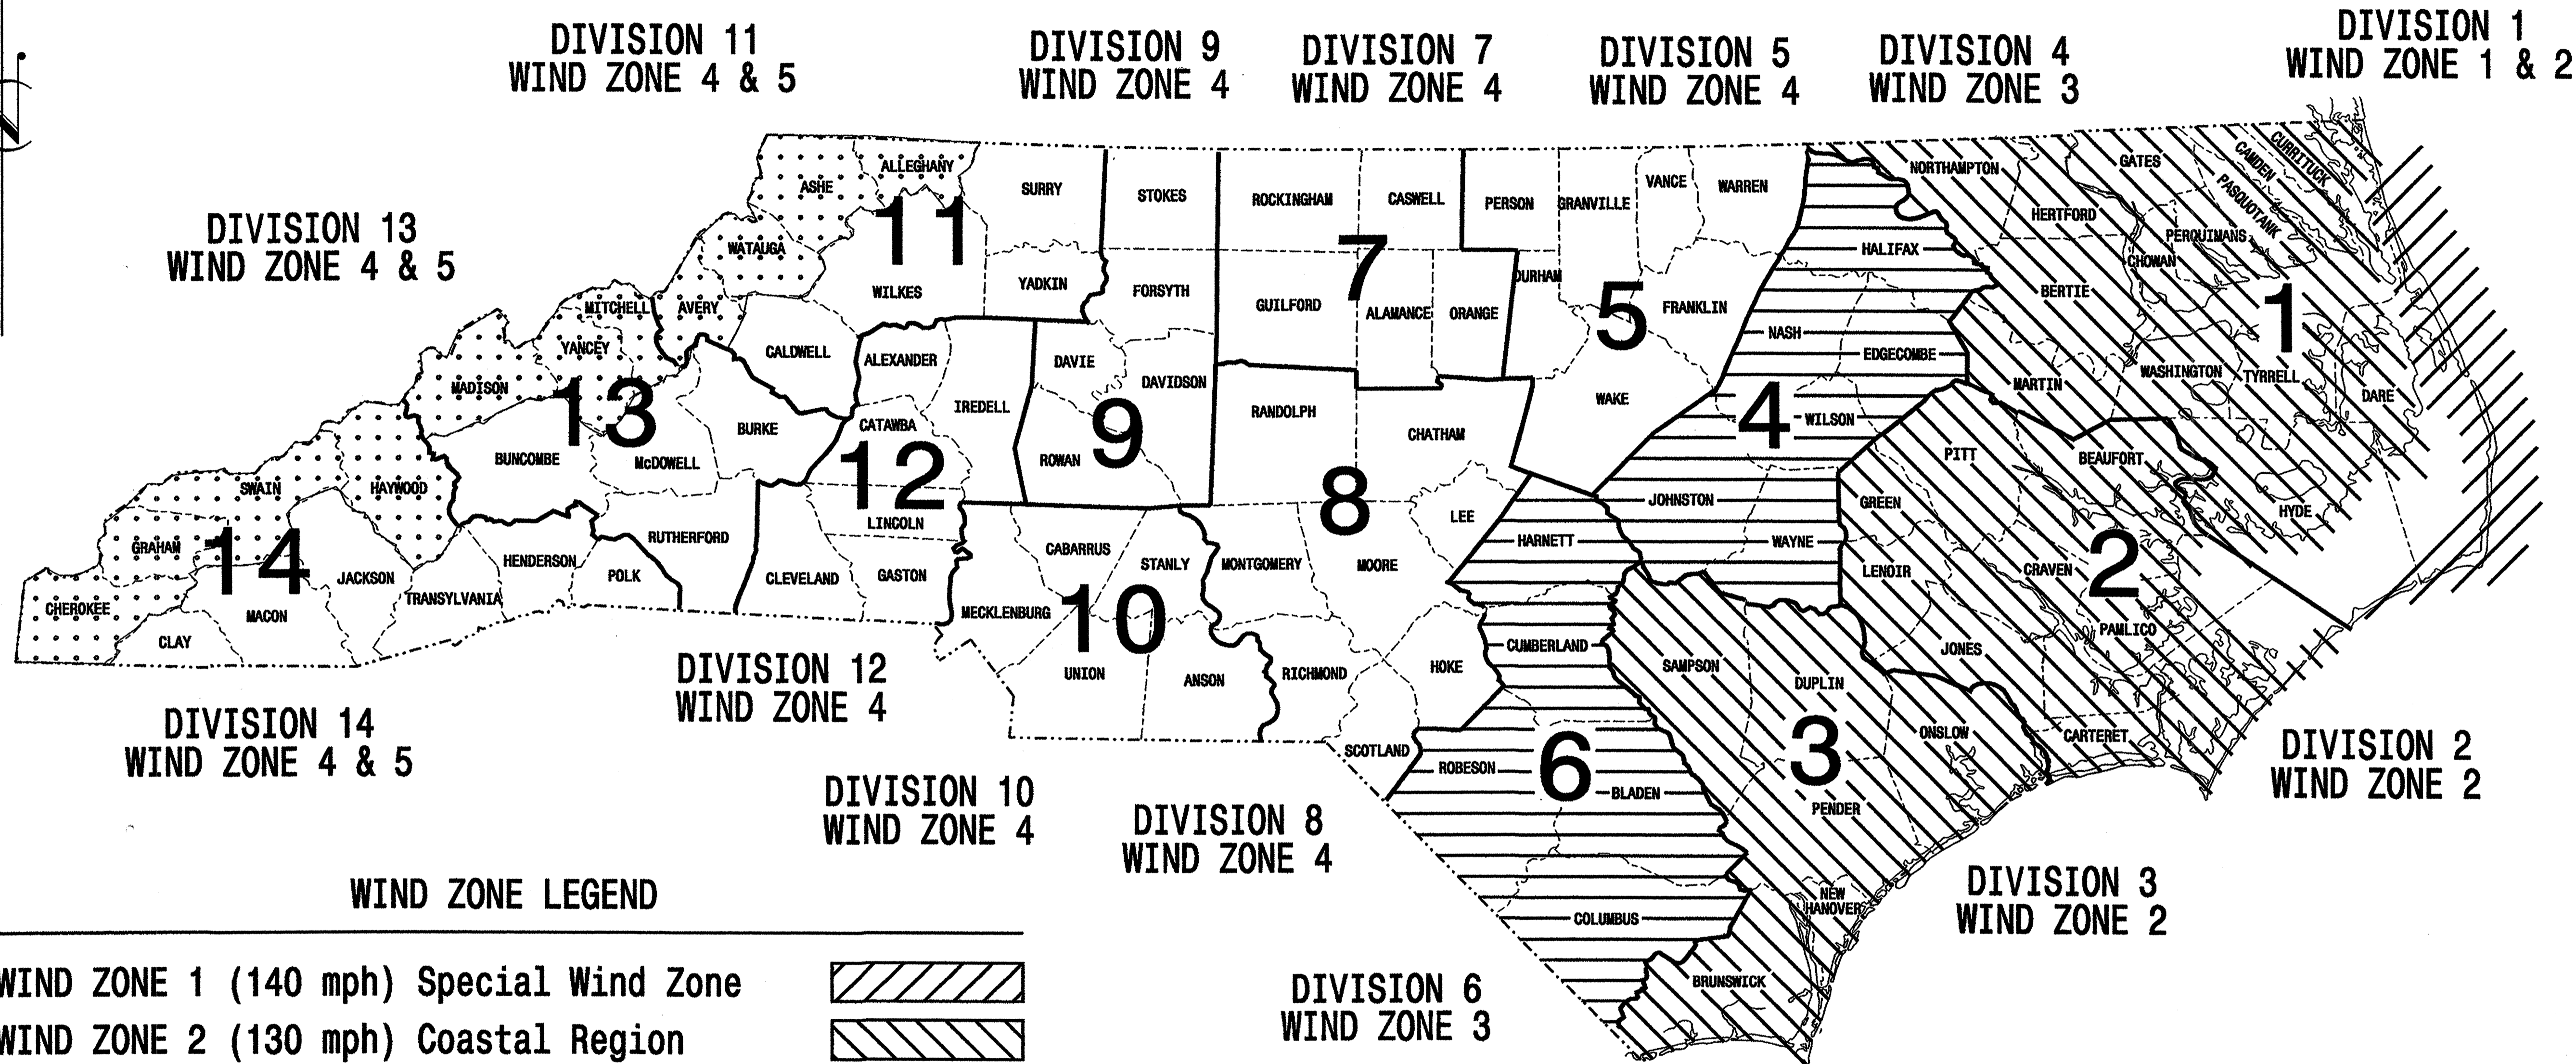 DIVISION 11
WIND ZONE 4 & 5
DIVISION 9
WIND ZONE 4
DIVISION 7
WIND ZONE 4
DIVISION 5
WIND ZONE 4
DIVISION 4
WIND ZONE 3
DIVISION 1
WIND ZONE 1 & 2
DIVISION 13
WIND ZONE 4 & 5
ALLEGHANY
ASHE
SURRY
STOKES
ROCKINGHAM
CASWELL
PERSON
GRANVILLE
VANCE
WARREN
NORTHAMPTON
GATES
CAMDEN
CURRITUCK
PASQUOTANK
HERTFORD
PERQUIMANS
CHOWAN
HALIFAX
11
WATAUGA
WILKES
YADKIN
FORSYTH
7
GUILFORD
ALAMANCE
ORANGE
DURHAM
5
FRANKLIN
NASH
EDGECOMBE
BERTIE
1
MITCHELL
AVERY
YANCEY
CALDWELL
ALEXANDER
DAVIE
DAVIDSON
MADISON
13
IREDELL
RANDOLPH
WAKE
4
WILSON
MARTIN
WASHINGTON
TYRRELL
DARE
BUNCOMBE
McDOWELL
BURKE
CATAWBA
12
ROWAN
9
CHATHAM
PITT
BEAUFORT
SWAIN
HAYWOOD
LINCOLN
8
LEE
JOHNSTON
GREEN
HYDE
GRAHAM
14
JACKSON
HENDERSON
RUTHERFORD
POLK
CLEVELAND
GASTON
CABARRUS
STANLY
MONTGOMERY
MOORE
HARNETT
WAYNE
LENOIR
CRAVEN
2
CHEROKEE
MACON
CLAY
TRANSYLVANIA
MECKLENBURG
10
UNION
ANSON
RICHMOND
HOKE
CUMBERLAND
SAMPSON
DUPLIN
JONES
PAMLICO
SCOTLAND
ROBESON
6
BLADEN
3
PENDER
ONSLOW
CARTERET
DIVISION 14
WIND ZONE 4 & 5
DIVISION 12
WIND ZONE 4
DIVISION 10
WIND ZONE 4
DIVISION 8
WIND ZONE 4
DIVISION 2
WIND ZONE 2
NEW
HANOVER
COLUMBUS
BRUNSWICK
DIVISION 3
WIND ZONE 2
DIVISION 6
WIND ZONE 3
WIND ZONE LEGEND
WIND ZONE 1 (140 mph) Special Wind Zone
WIND ZONE 2 (130 mph) Coastal Region